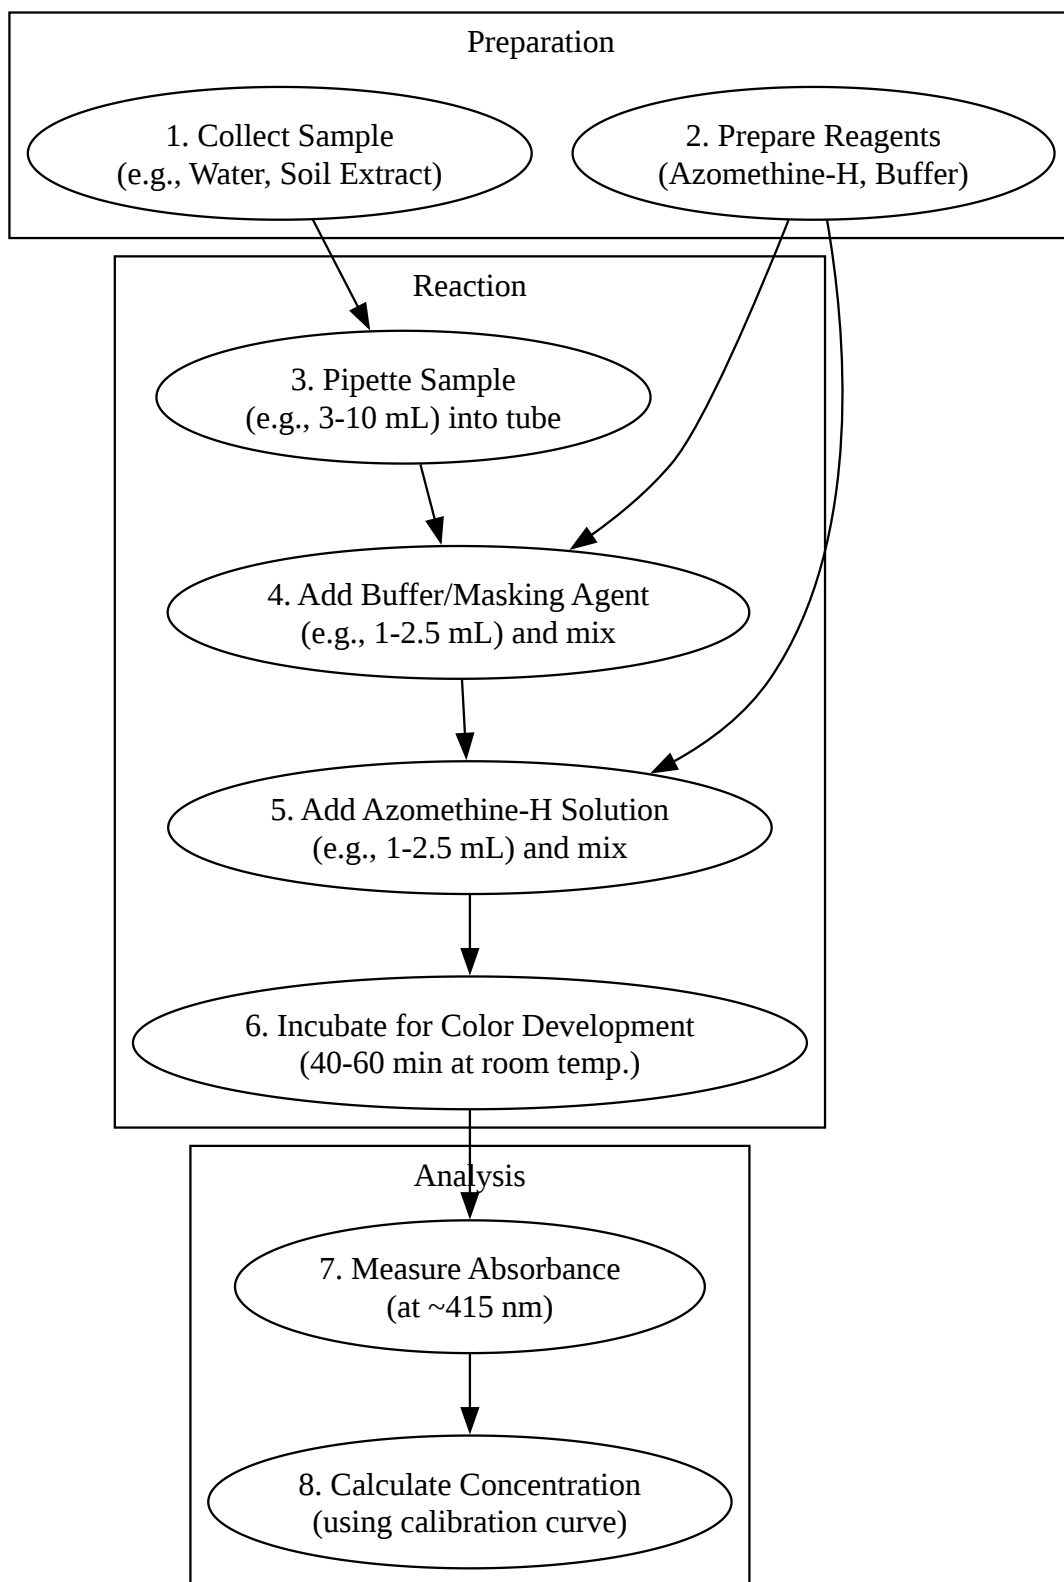 Preparation
1. Collect Sample
(e.g., Water, Soil Extract)
2. Prepare Reagents
(Azomethine-H, Buffer)
Reaction
3. Pipette Sample
(e.g., 3-10 mL) into tube
4. Add Buffer/Masking Agent
(e.g., 1-2.5 mL) and mix
5. Add Azomethine-H Solution
(e.g., 1-2.5 mL) and mix
6. Incubate for Color Development
(40-60 min at room temp.)
Analysis
7. Measure Absorbance
(at ~415 nm)
8. Calculate Concentration
(using calibration curve)